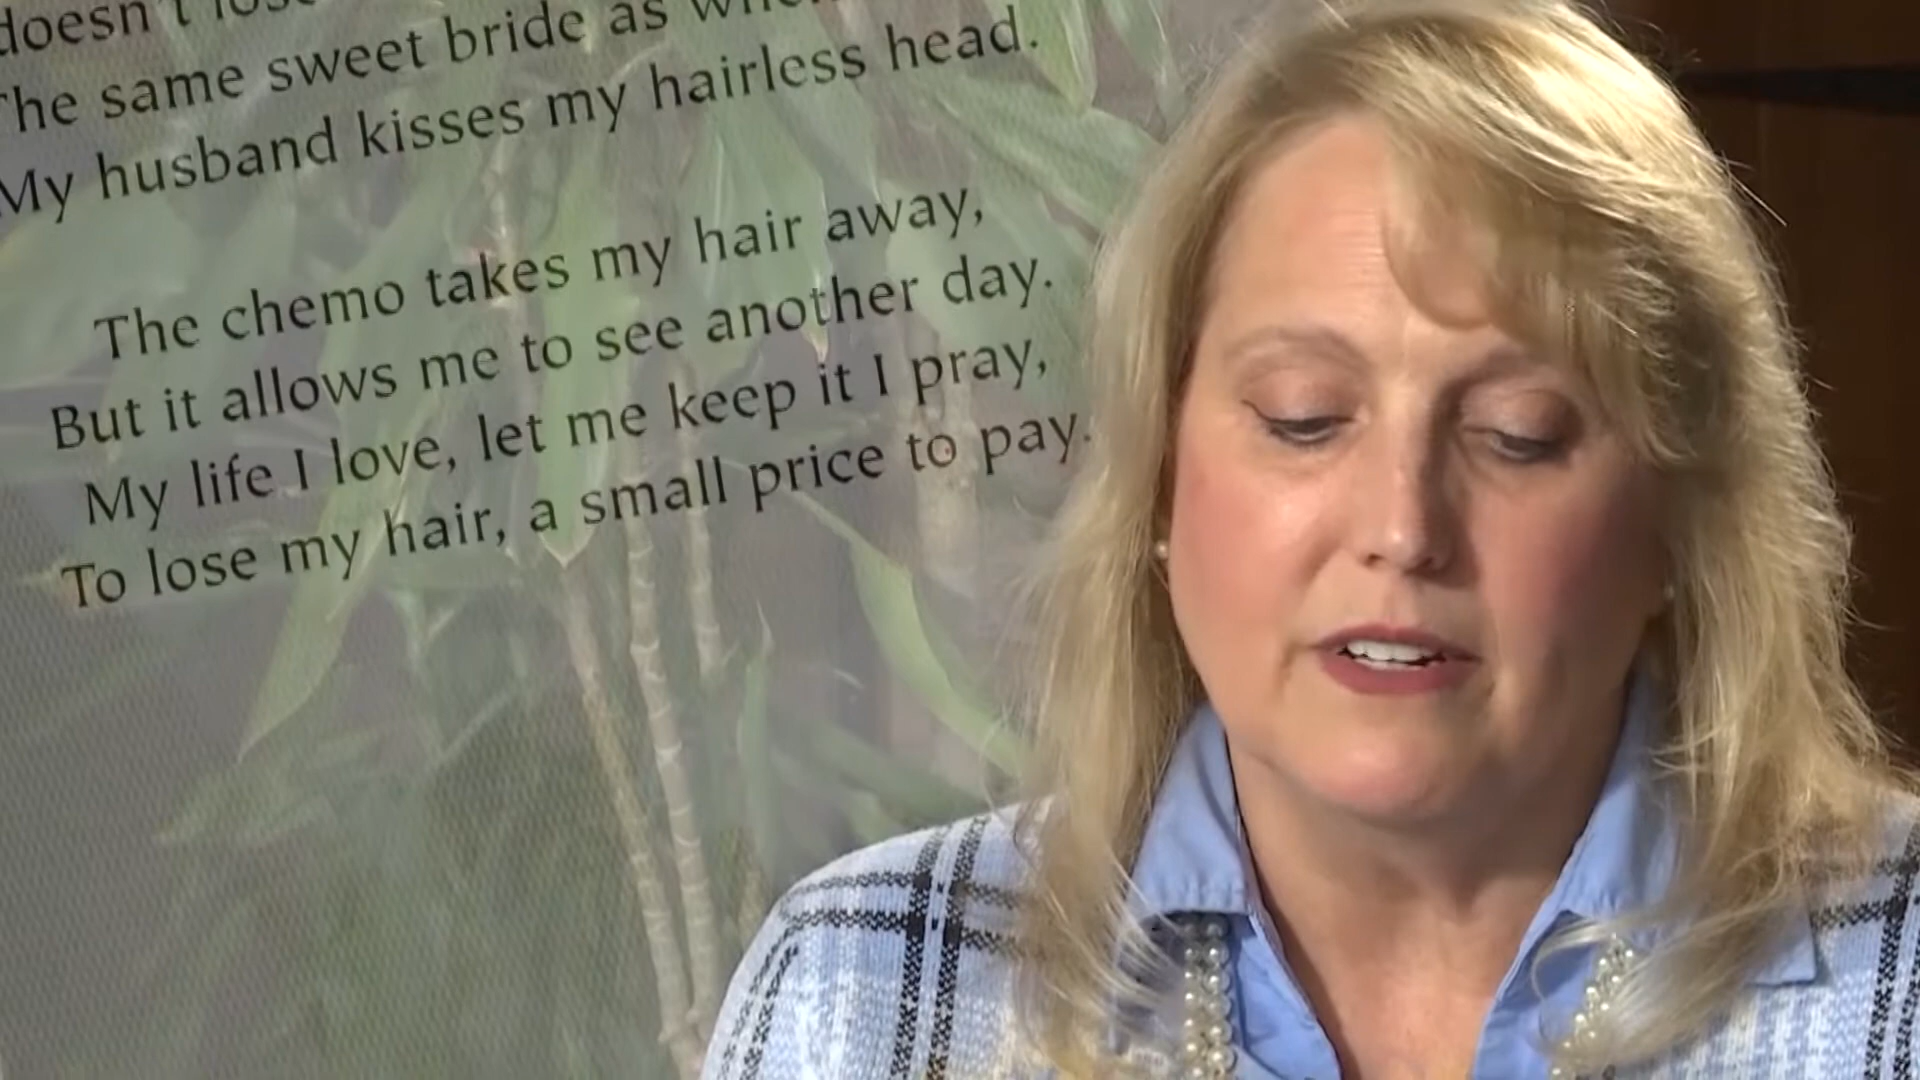 doesn't lose
The same sweet bride as when
My husband kisses my hairless head.
The chemo takes my hair away,
But it allows me to see another day.
My life I love, let me keep it I pray,
To lose my hair, a small price to pay.